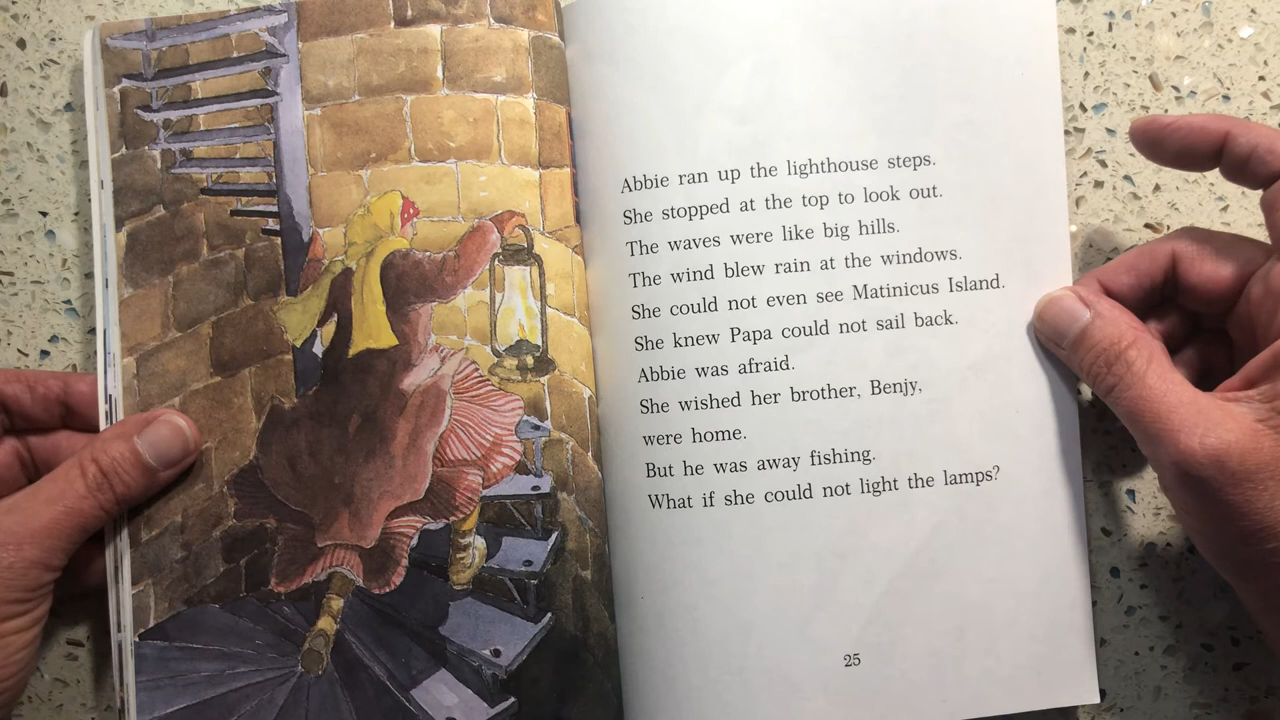 Abbie ran up the lighthouse steps.
She stopped at the top to look out.
The waves were like big hills.
The wind blew rain at the windows.
She could not even see Matinicus Island.
She knew Papa could not sail back.
Abbie was afraid.
She wished her brother, Benjy,
were home.
But he was away fishing.
What if she could not light the lamps?
25